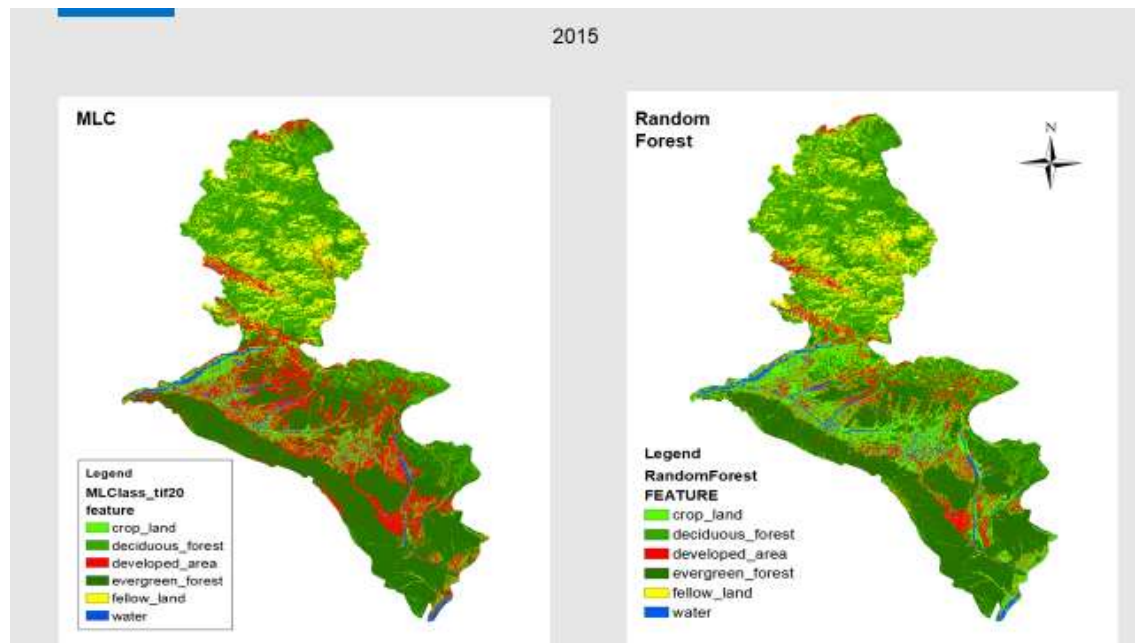 2015
MLC
Legend
MLClass_tif20
feature
crop_land
deciduous_forest
developed_area
evergreen_forest
fellow_land
water
Random
Forest
N
Legend
RandomForest
FEATURE
crop_land
deciduous_forest
developed_area
evergreen_forest
fellow_land
water